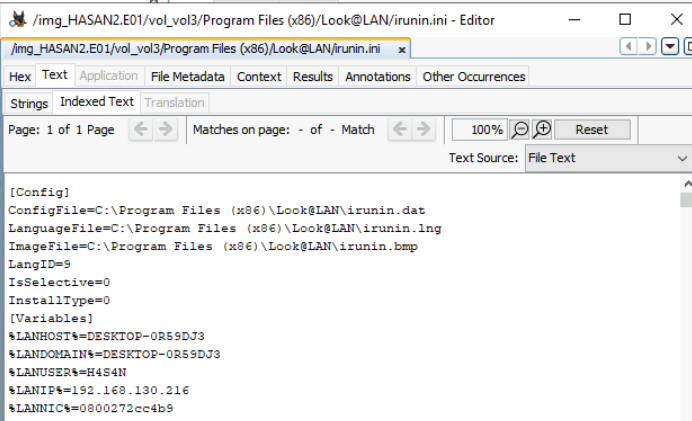 /img_HASAN2.E01/vol_vol3/Program Files (x86)/Look@LAN/irunin.ini - Editor
/img_HASAN2.E01/vol_vol3/Program Files (x86)/Look@LAN/irunin.ini x
Hex Text Application File Metadata Context Results Annotations Other Occurrences
Strings Indexed Text Translation
Page: 1 of 1 Page Matches on page: - of - Match 100% Reset
Text Source: File Text
[Config]
ConfigFile=C:\Program Files (x86)\Look@LAN\irunin.dat
LanguageFile=C:\Program Files (x86)\Look@LAN\irunin.lng
ImageFile=C:\Program Files (x86)\Look@LAN\irunin.bmp
LangID=9
IsSelective=0
InstallType=0
[Variables]
%LANHOST%=DESKTOP-0R59DJ3
%LANDOMAIN%=DESKTOP-0R59DJ3
%LANUSER%=H4S4N
%LANIP%=192.168.130.216
%LANNIC%=0800272cc4b9